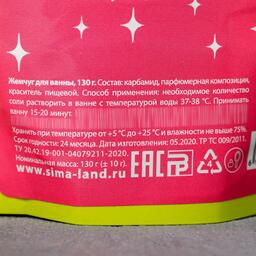 Жемчуг для ванны, 130 г. Состав: карбамид, парфюмерная композиция,
краситель пищевой. Способ применения: необходимое количество
соли растворить в ванне с температурой воды 37-38 °С. Принимать
ванну 15-20 минут.
Хранить при температуре от +5 °С до +25 °С и влажности не выше 75%.
Срок годности: 24 месяца. Дата изготовления: 05.2020. ТР ТС 009/2011.
ТУ 20.42.19-001-04079211-2020.
Номинальная масса: 130 г (± 10 г).
www.sima-land.ru
EAC